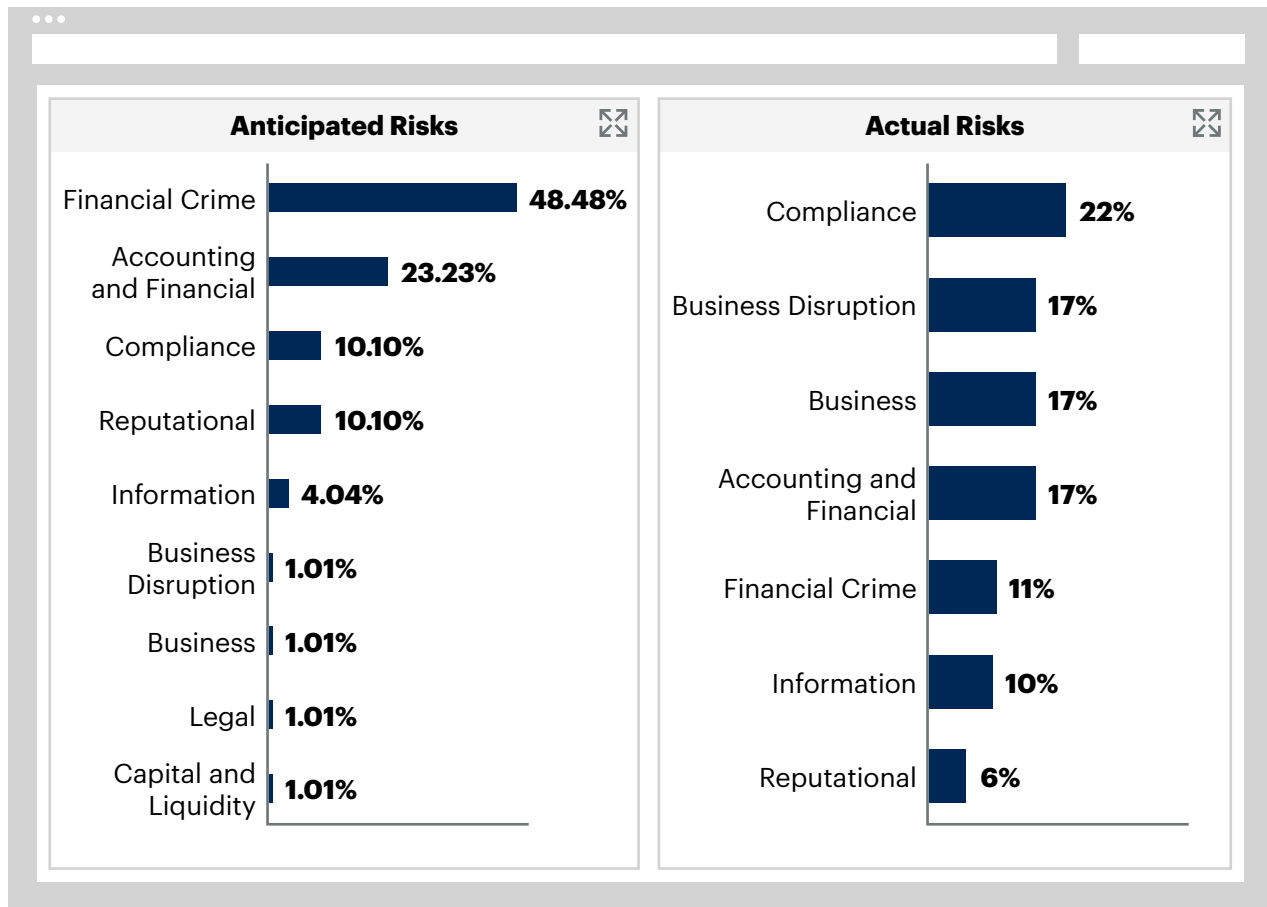 Anticipated Risks
Financial Crime 48.48%
Accounting
and Financial 23.23%
Compliance 10.10%
Reputational 10.10%
Information 4.04%
Business
Disruption 1.01%
Business 1.01%
Legal 1.01%
Capital and
Liquidity 1.01%
Actual Risks
Compliance 22%
Business Disruption 17%
Business 17%
Accounting and
Financial 17%
Financial Crime 11%
Information 10%
Reputational 6%